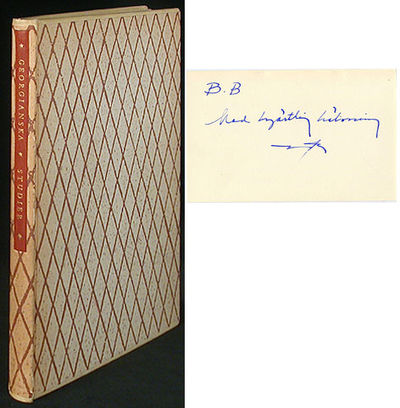 GEORGIANSKA * STUDIER
B.B
Med hjärtlig hälsning